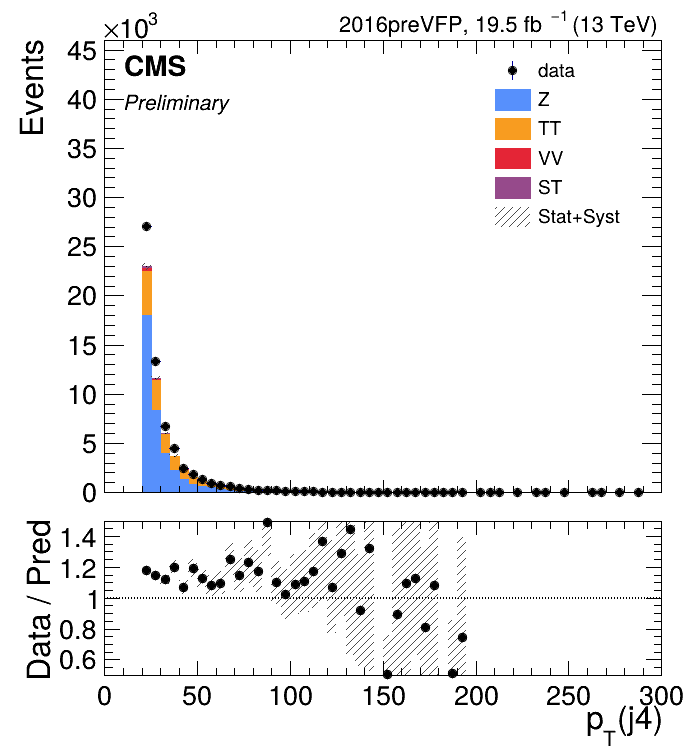 ×10³ 2016preVFP, 19.5 fb ⁻¹ (13 TeV)
Events
45
40
35
30
25
20
15
10
5
0
CMS
Preliminary
data
Z
TT
VV
ST
Stat+Syst
Data / Pred
1.4
1.2
1
0.8
0.6
0 50 100 150 200 250 300
p_T(j4)